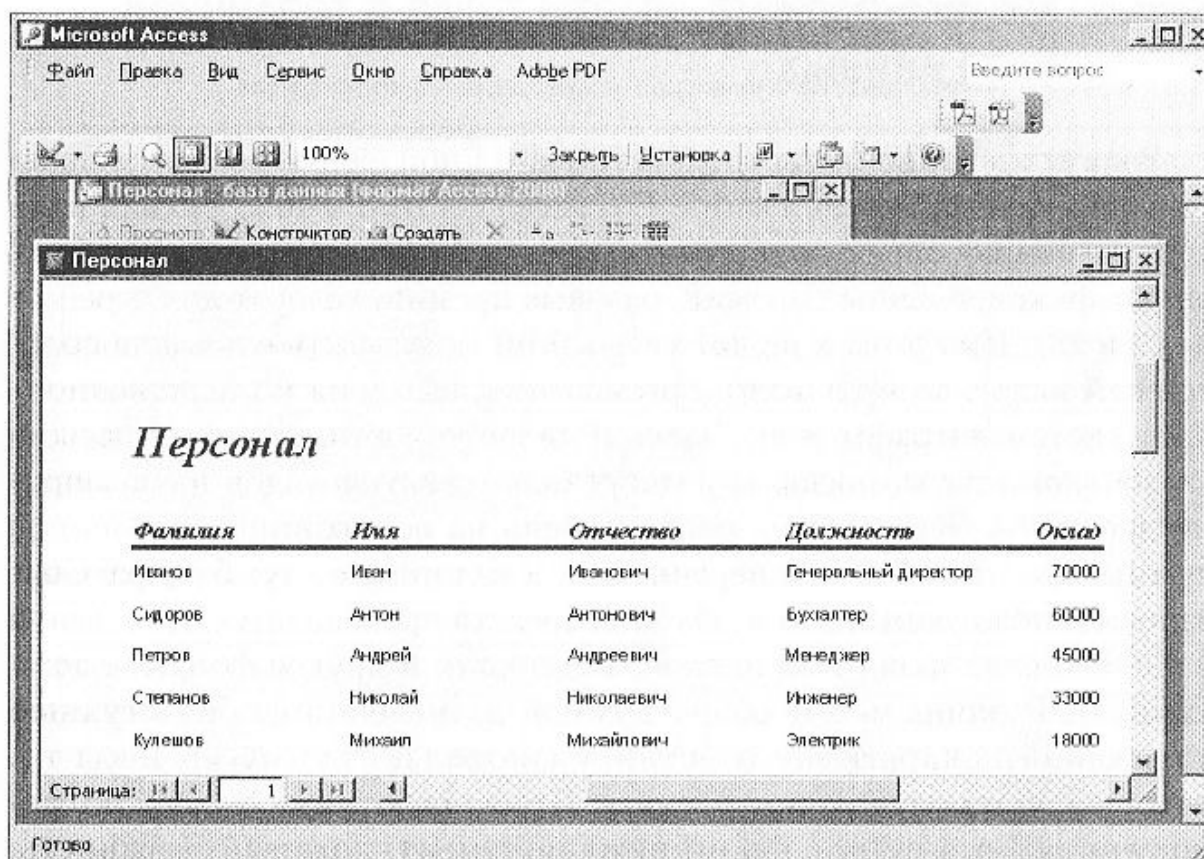 Microsoft Access
Файл Правка Вид Сервис Окно Справка Adobe PDF Введите вопрос
100% Закрыть Установка
Персонал - база данных (формат Access 2000)
Просмотр Конструктор Создать
Персонал
Персонал
Фамилия Имя Отчество Должность Оклад
Иванов Иван Иванович Генеральный директор 70000
Сидоров Антон Антонович Бухгалтер 60000
Петров Андрей Андреевич Менеджер 45000
Степанов Николай Николаевич Инженер 33000
Кулешов Михаил Михайлович Электрик 18000
Страница: 1
Готово